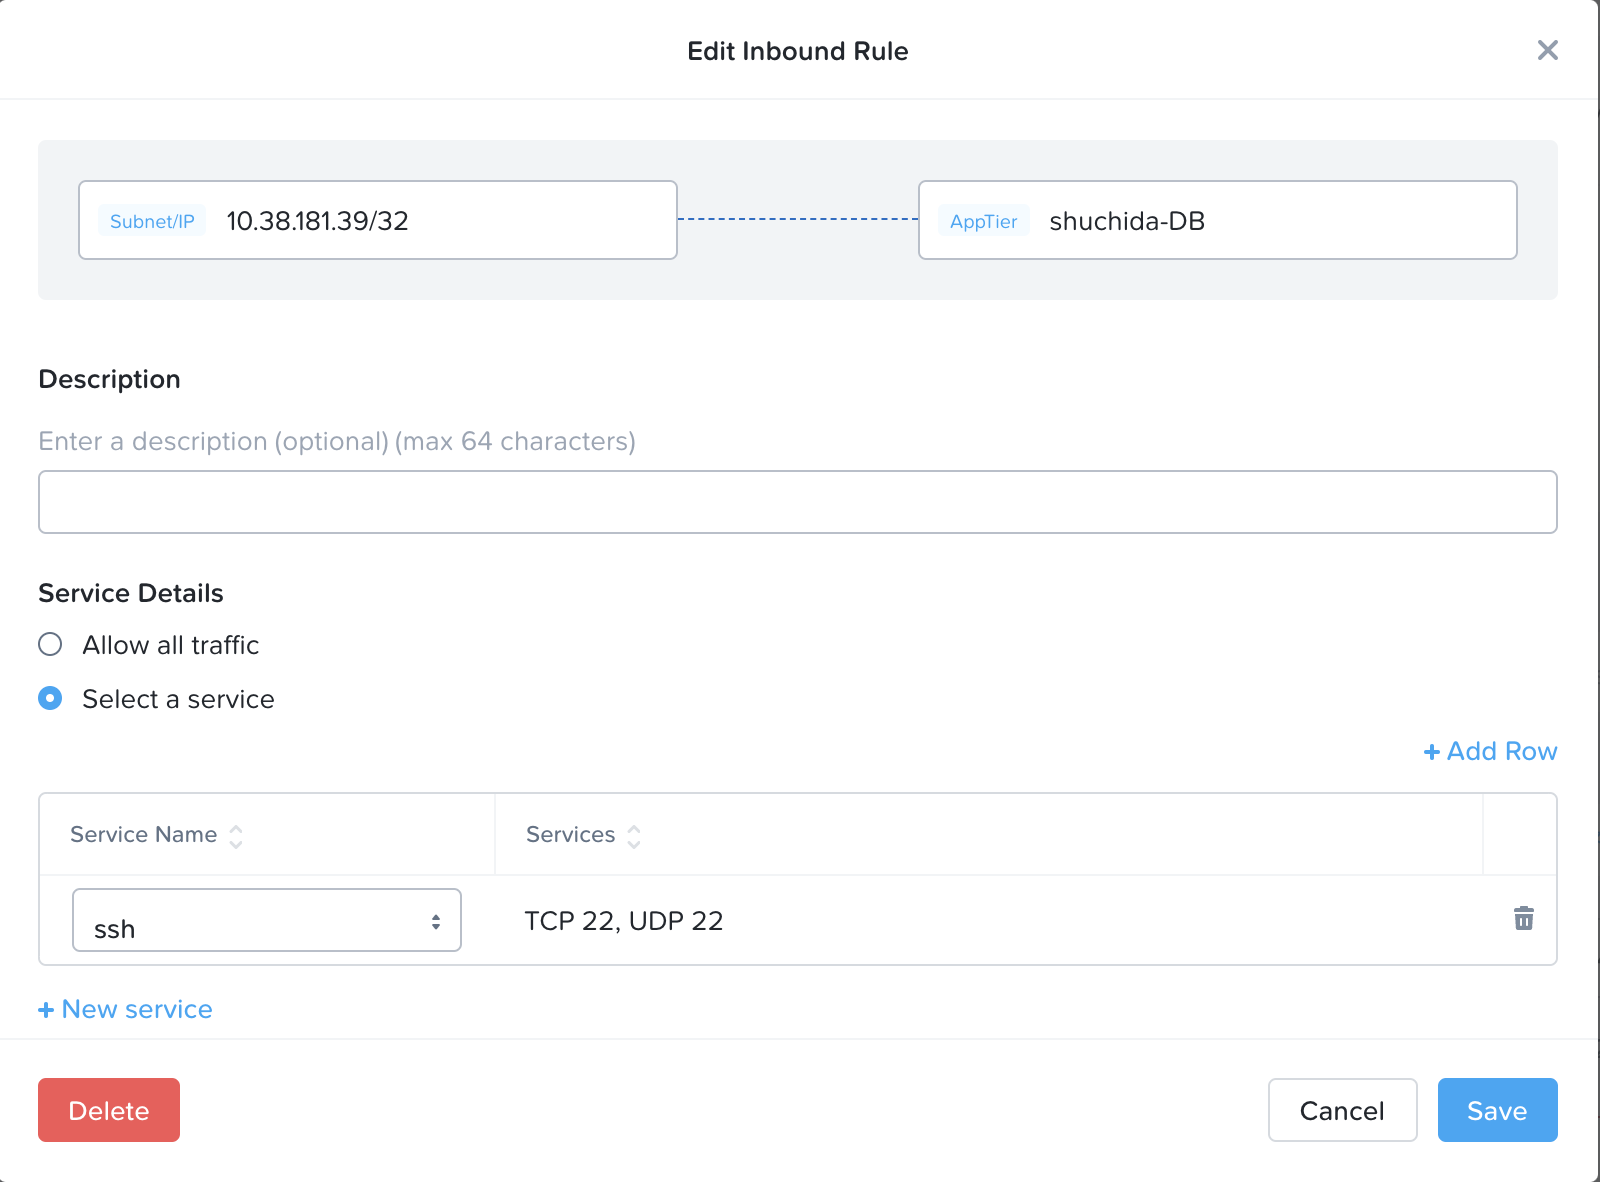 Edit Inbound Rule
Subnet/IP 10.38.181.39/32
AppTier shuchida-DB
Description
Enter a description (optional) (max 64 characters)
Service Details
Allow all traffic
Select a service
+ Add Row
Service Name Services
ssh TCP 22, UDP 22
+ New service
Delete Cancel Save